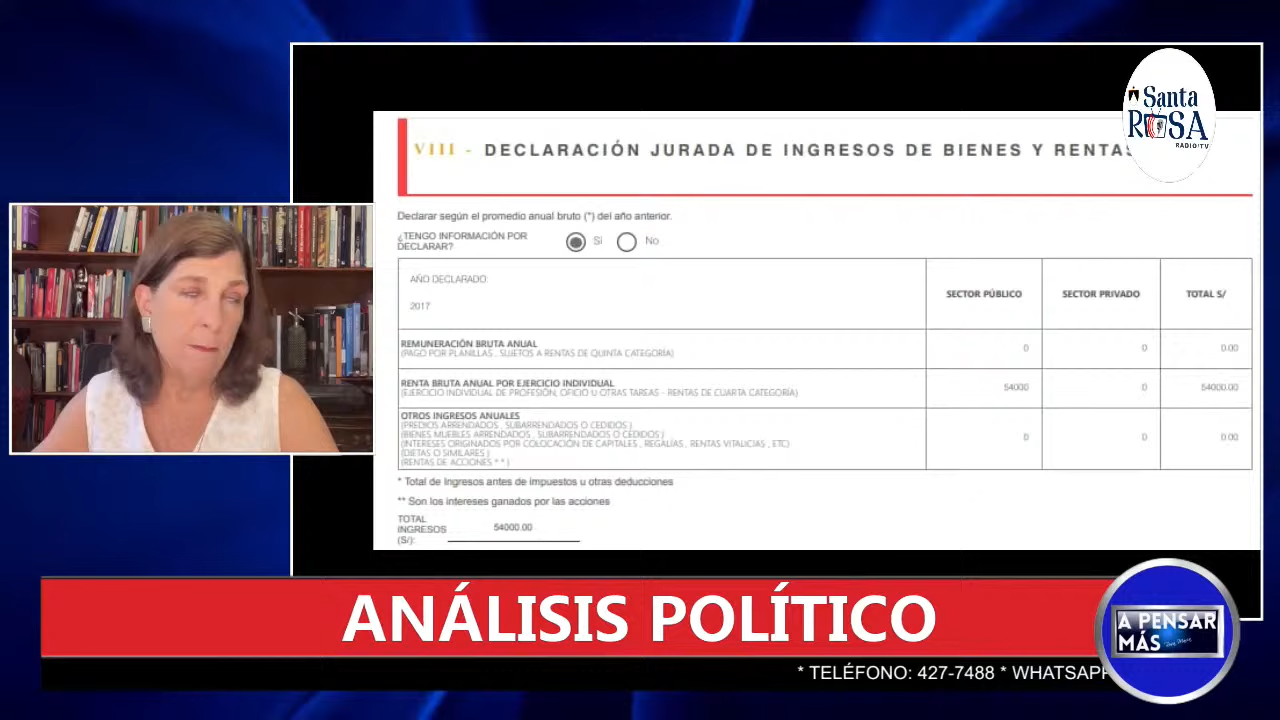 Santa
ROSA
RADIO TV
VIII - DECLARACIÓN JURADA DE INGRESOS DE BIENES Y RENTAS
Declarar según el promedio anual bruto (*) del año anterior.
¿TENGO INFORMACIÓN POR
DECLARAR?
Sí No
AÑO DECLARADO:
2017
SECTOR PÚBLICO SECTOR PRIVADO TOTAL S/
REMUNERACIÓN BRUTA ANUAL
(PAGO POR PLANILLAS , SUJETOS A RENTAS DE QUINTA CATEGORÍA)
0 0 0.00
RENTA BRUTA ANUAL POR EJERCICIO INDIVIDUAL
(EJERCICIO INDIVIDUAL DE PROFESIÓN, OFICIO U OTRAS TAREAS - RENTAS DE CUARTA CATEGORÍA)
54000 0 54000.00
OTROS INGRESOS ANUALES
(PREDIOS ARRENDADOS , SUBARRENDADOS O CEDIDOS )
(BIENES MUEBLES ARRENDADOS , SUBARRENDADOS O CEDIDOS )
(INTERESES ORIGINADOS POR COLOCACIÓN DE CAPITALES , REGALÍAS , RENTAS VITALICIAS , ETC)
(DIETAS O SIMILARES )
(RENTAS DE ACCIONES * * )
0 0 0.00
* Total de Ingresos antes de impuestos u otras deducciones
** Son los intereses ganados por las acciones
TOTAL
INGRESOS
(S/):
54000.00
ANÁLISIS POLÍTICO
A PENSAR
MÁS
* TELÉFONO: 427-7488 * WHATSAPP